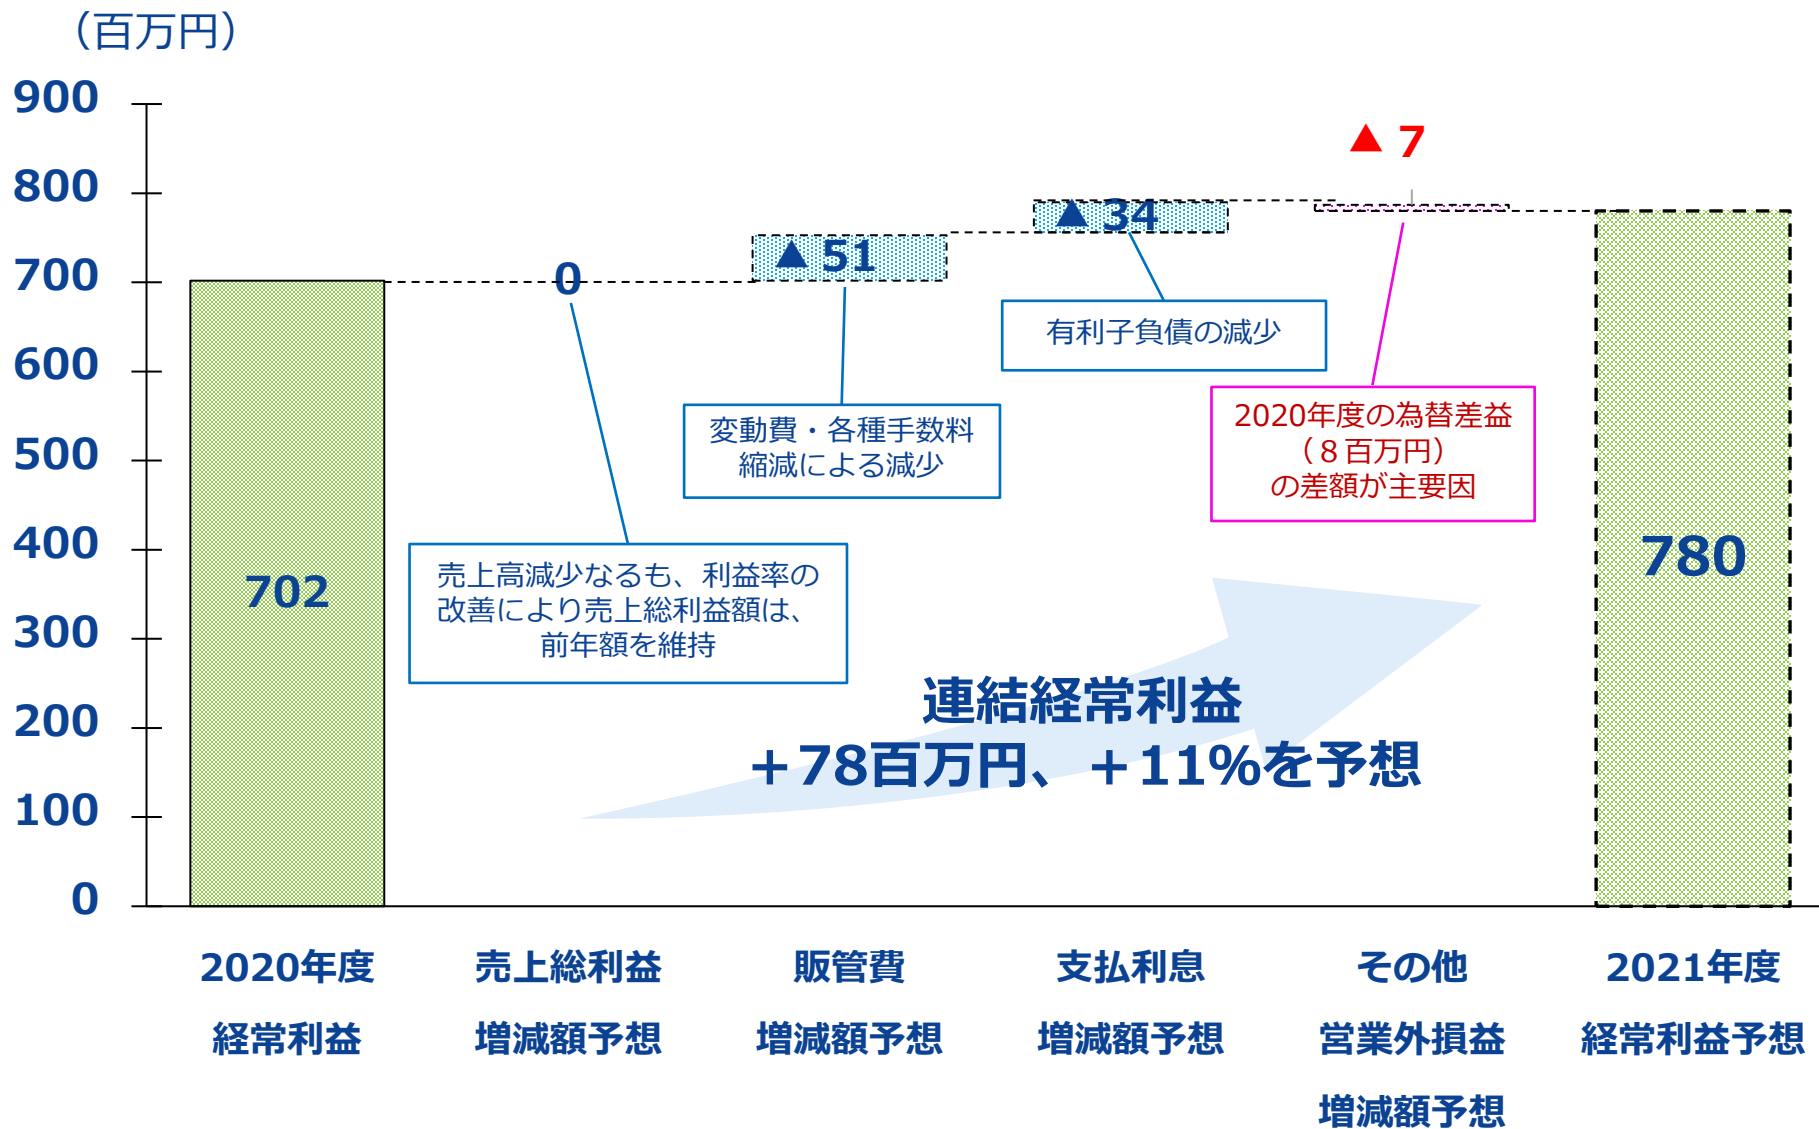 （百万円）
900
800
700
600
500
400
300
200
100
0
702
0
▲ 51
▲ 34
▲ 7
780
売上高減少なるも、利益率の
改善により売上総利益額は、
前年額を維持
変動費・各種手数料
縮減による減少
有利子負債の減少
2020年度の為替差益
（８百万円）
の差額が主要因
連結経常利益
＋78百万円、＋11%を予想
2020年度
経常利益
売上総利益
増減額予想
販管費
増減額予想
支払利息
増減額予想
その他
営業外損益
増減額予想
2021年度
経常利益予想